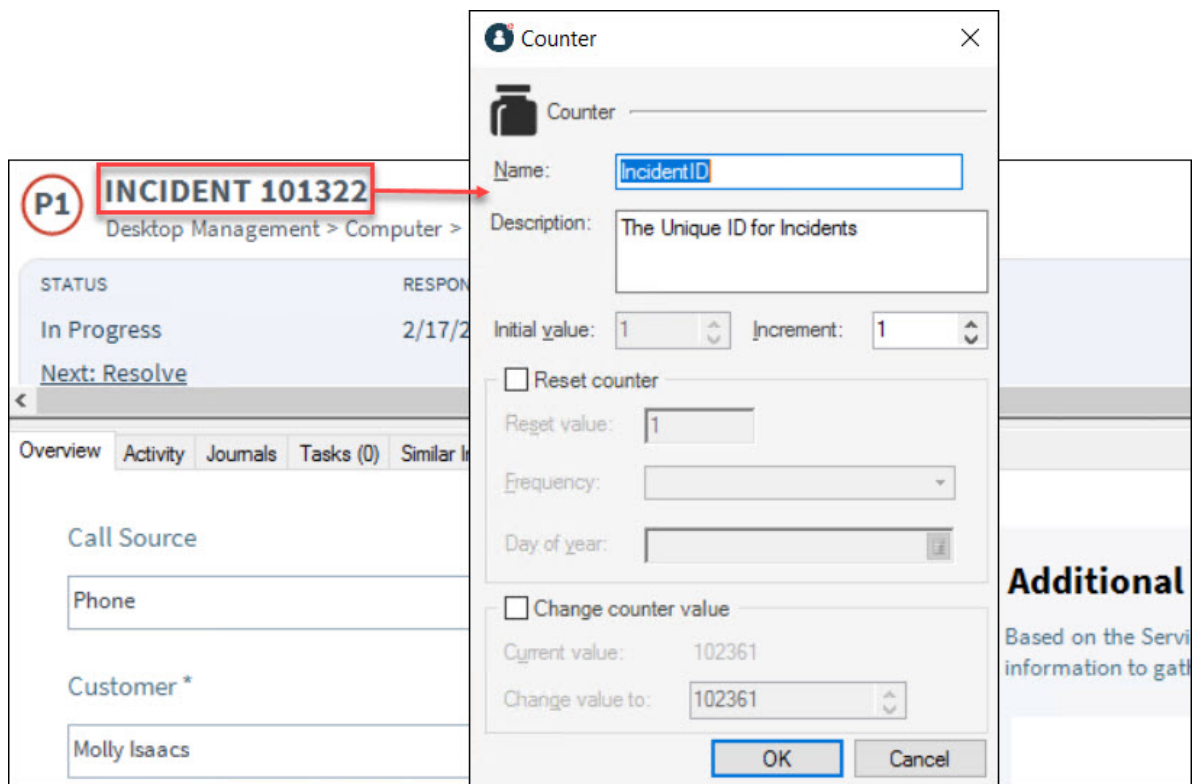 Counter
Counter
Name: IncidentID
Description: The Unique ID for Incidents
Initial value: 1 Increment: 1
Reset counter
Reset value: 1
Frequency:
Day of year:
Change counter value
Current value: 102361
Change value to: 102361
OK Cancel
P1 INCIDENT 101322
Desktop Management > Computer >
STATUS RESPON
In Progress 2/17/2
Next: Resolve
Overview Activity Journals Tasks (0) Similar In
Call Source
Phone
Customer *
Molly Isaacs
Additional
Based on the Servi
information to gath